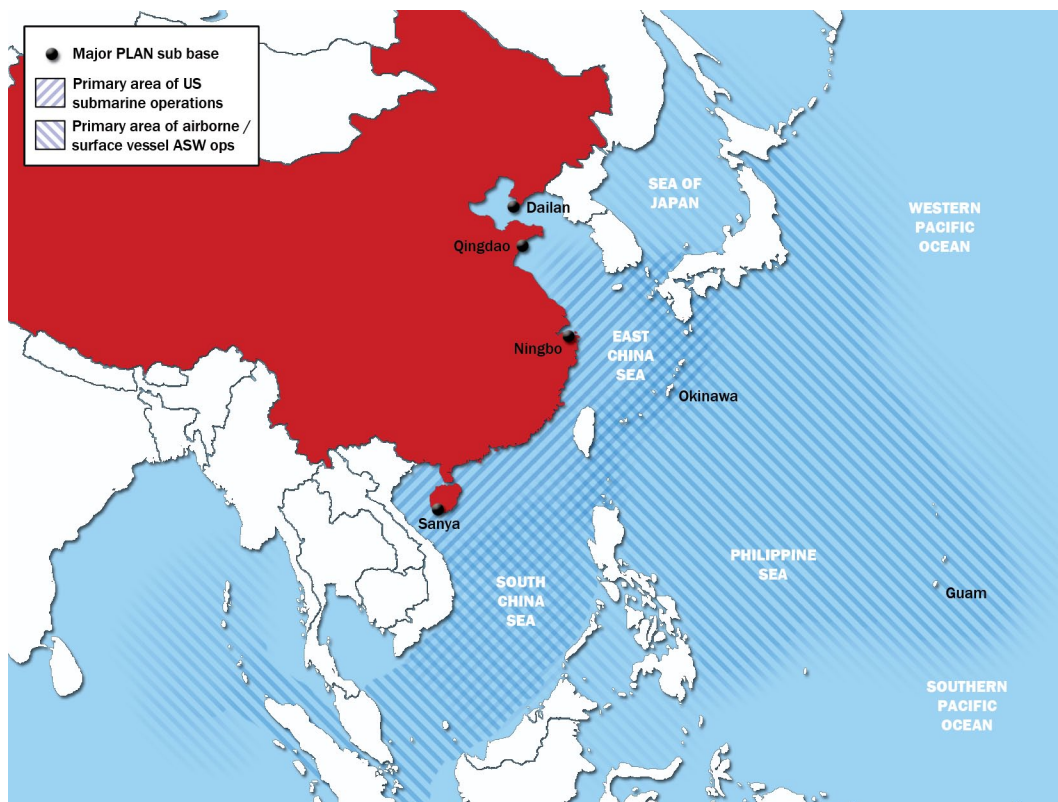 Major PLAN sub base
Primary area of US
submarine operations
Primary area of airborne /
surface vessel ASW ops
SEA OF
JAPAN
Dailan
WESTERN
PACIFIC
OCEAN
Qingdao
Ningbo
EAST
CHINA
SEA
Okinawa
Sanya
PHILIPPINE
SEA
SOUTH
CHINA
SEA
Guam
SOUTHERN
PACIFIC
OCEAN